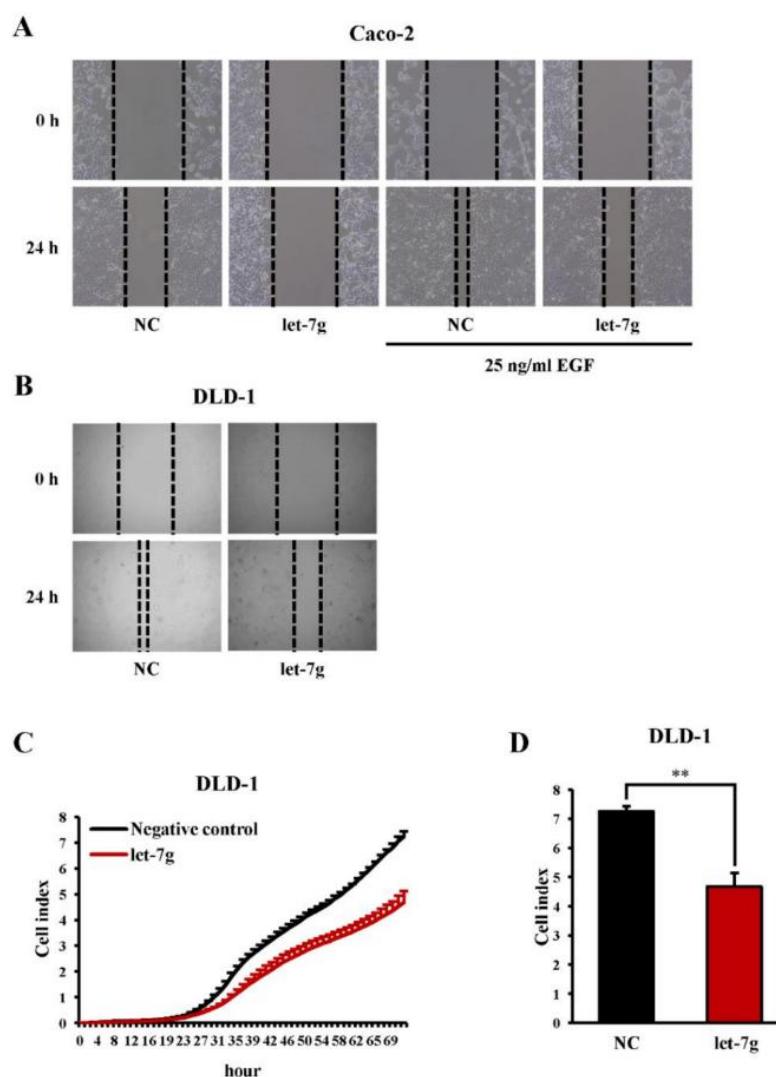 A
Caco-2
0 h
24 h
NC let-7g NC let-7g
25 ng/ml EGF
B
DLD-1
0 h
24 h
NC let-7g
C
DLD-1
Negative control
let-7g
Cell index
8
7
6
5
4
3
2
1
0
0 4 8 12 16 19 23 27 31 35 39 42 46 50 54 58 62 65 69
hour
D
DLD-1
**
Cell index
8
7
6
5
4
3
2
1
0
NC let-7g